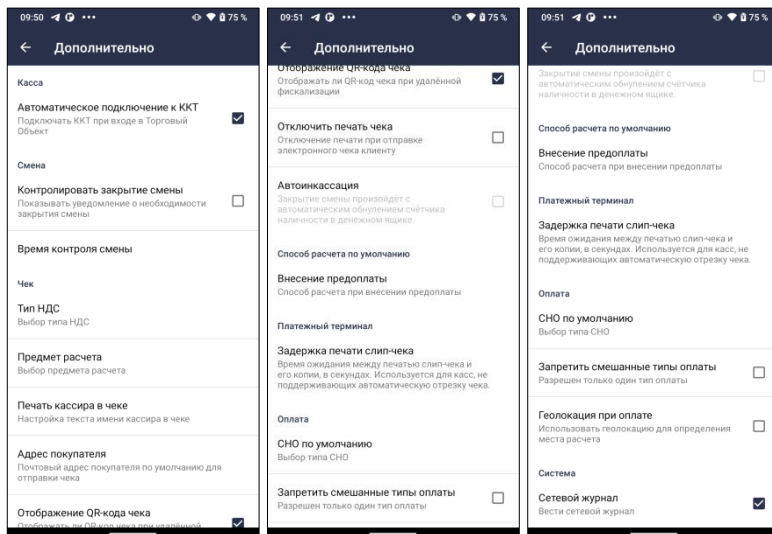 09:50 ••• 75 %
Дополнительно
Касса
Автоматическое подключение к ККТ
Подключать ККТ при входе в Торговый
Объект
Смена
Контролировать закрытие смены
Показывать уведомление о необходимости
закрытия смены
Время контроля смены
Чек
Тип НДС
Выбор типа НДС
Предмет расчета
Выбор предмета расчета
Печать кассира в чеке
Настройка текста имени кассира в чеке
Адрес покупателя
Почтовый адрес покупателя по умолчанию для
отправки чека
Отображение QR-кода чека
Отображать ли QR-код чека при удалённой
09:51 ••• 75 %
Дополнительно
Отображение QR-кода чека
Отображать ли QR-код чека при удалённой
фискализации
Отключить печать чека
Отключение печати при отправке
электронного чека клиенту
Автоинкассация
Закрытие смены произойдёт с
автоматическим обнулением счётчика
наличности в денежном ящике.
Способ расчета по умолчанию
Внесение предоплаты
Способ расчета при внесении предоплаты
Платежный терминал
Задержка печати слип-чека
Время ожидания между печатью слип-чека и
его копии, в секундах. Используется для касс, не
поддерживающих автоматическую отрезку чека.
Оплата
СНО по умолчанию
Выбор типа СНО
Запретить смешанные типы оплаты
Разрешен только один тип оплаты
09:51 ••• 75 %
Дополнительно
Закрытие смены произойдёт с
автоматическим обнулением счётчика
наличности в денежном ящике.
Способ расчета по умолчанию
Внесение предоплаты
Способ расчета при внесении предоплаты
Платежный терминал
Задержка печати слип-чека
Время ожидания между печатью слип-чека и
его копии, в секундах. Используется для касс, не
поддерживающих автоматическую отрезку чека.
Оплата
СНО по умолчанию
Выбор типа СНО
Запретить смешанные типы оплаты
Разрешен только один тип оплаты
Геолокация при оплате
Использовать геолокацию для определения
места расчета
Система
Сетевой журнал
Вести сетевой журнал